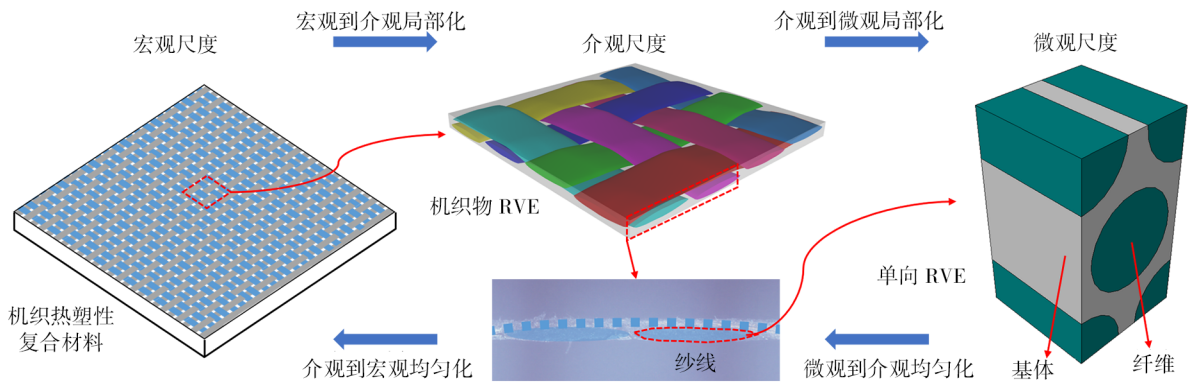 宏观到介观局部化
介观到微观局部化
宏观尺度
介观尺度
微观尺度
机织物 RVE
单向 RVE
机织热塑性
复合材料
介观到宏观均匀化
纱线
微观到介观均匀化
基体
纤维